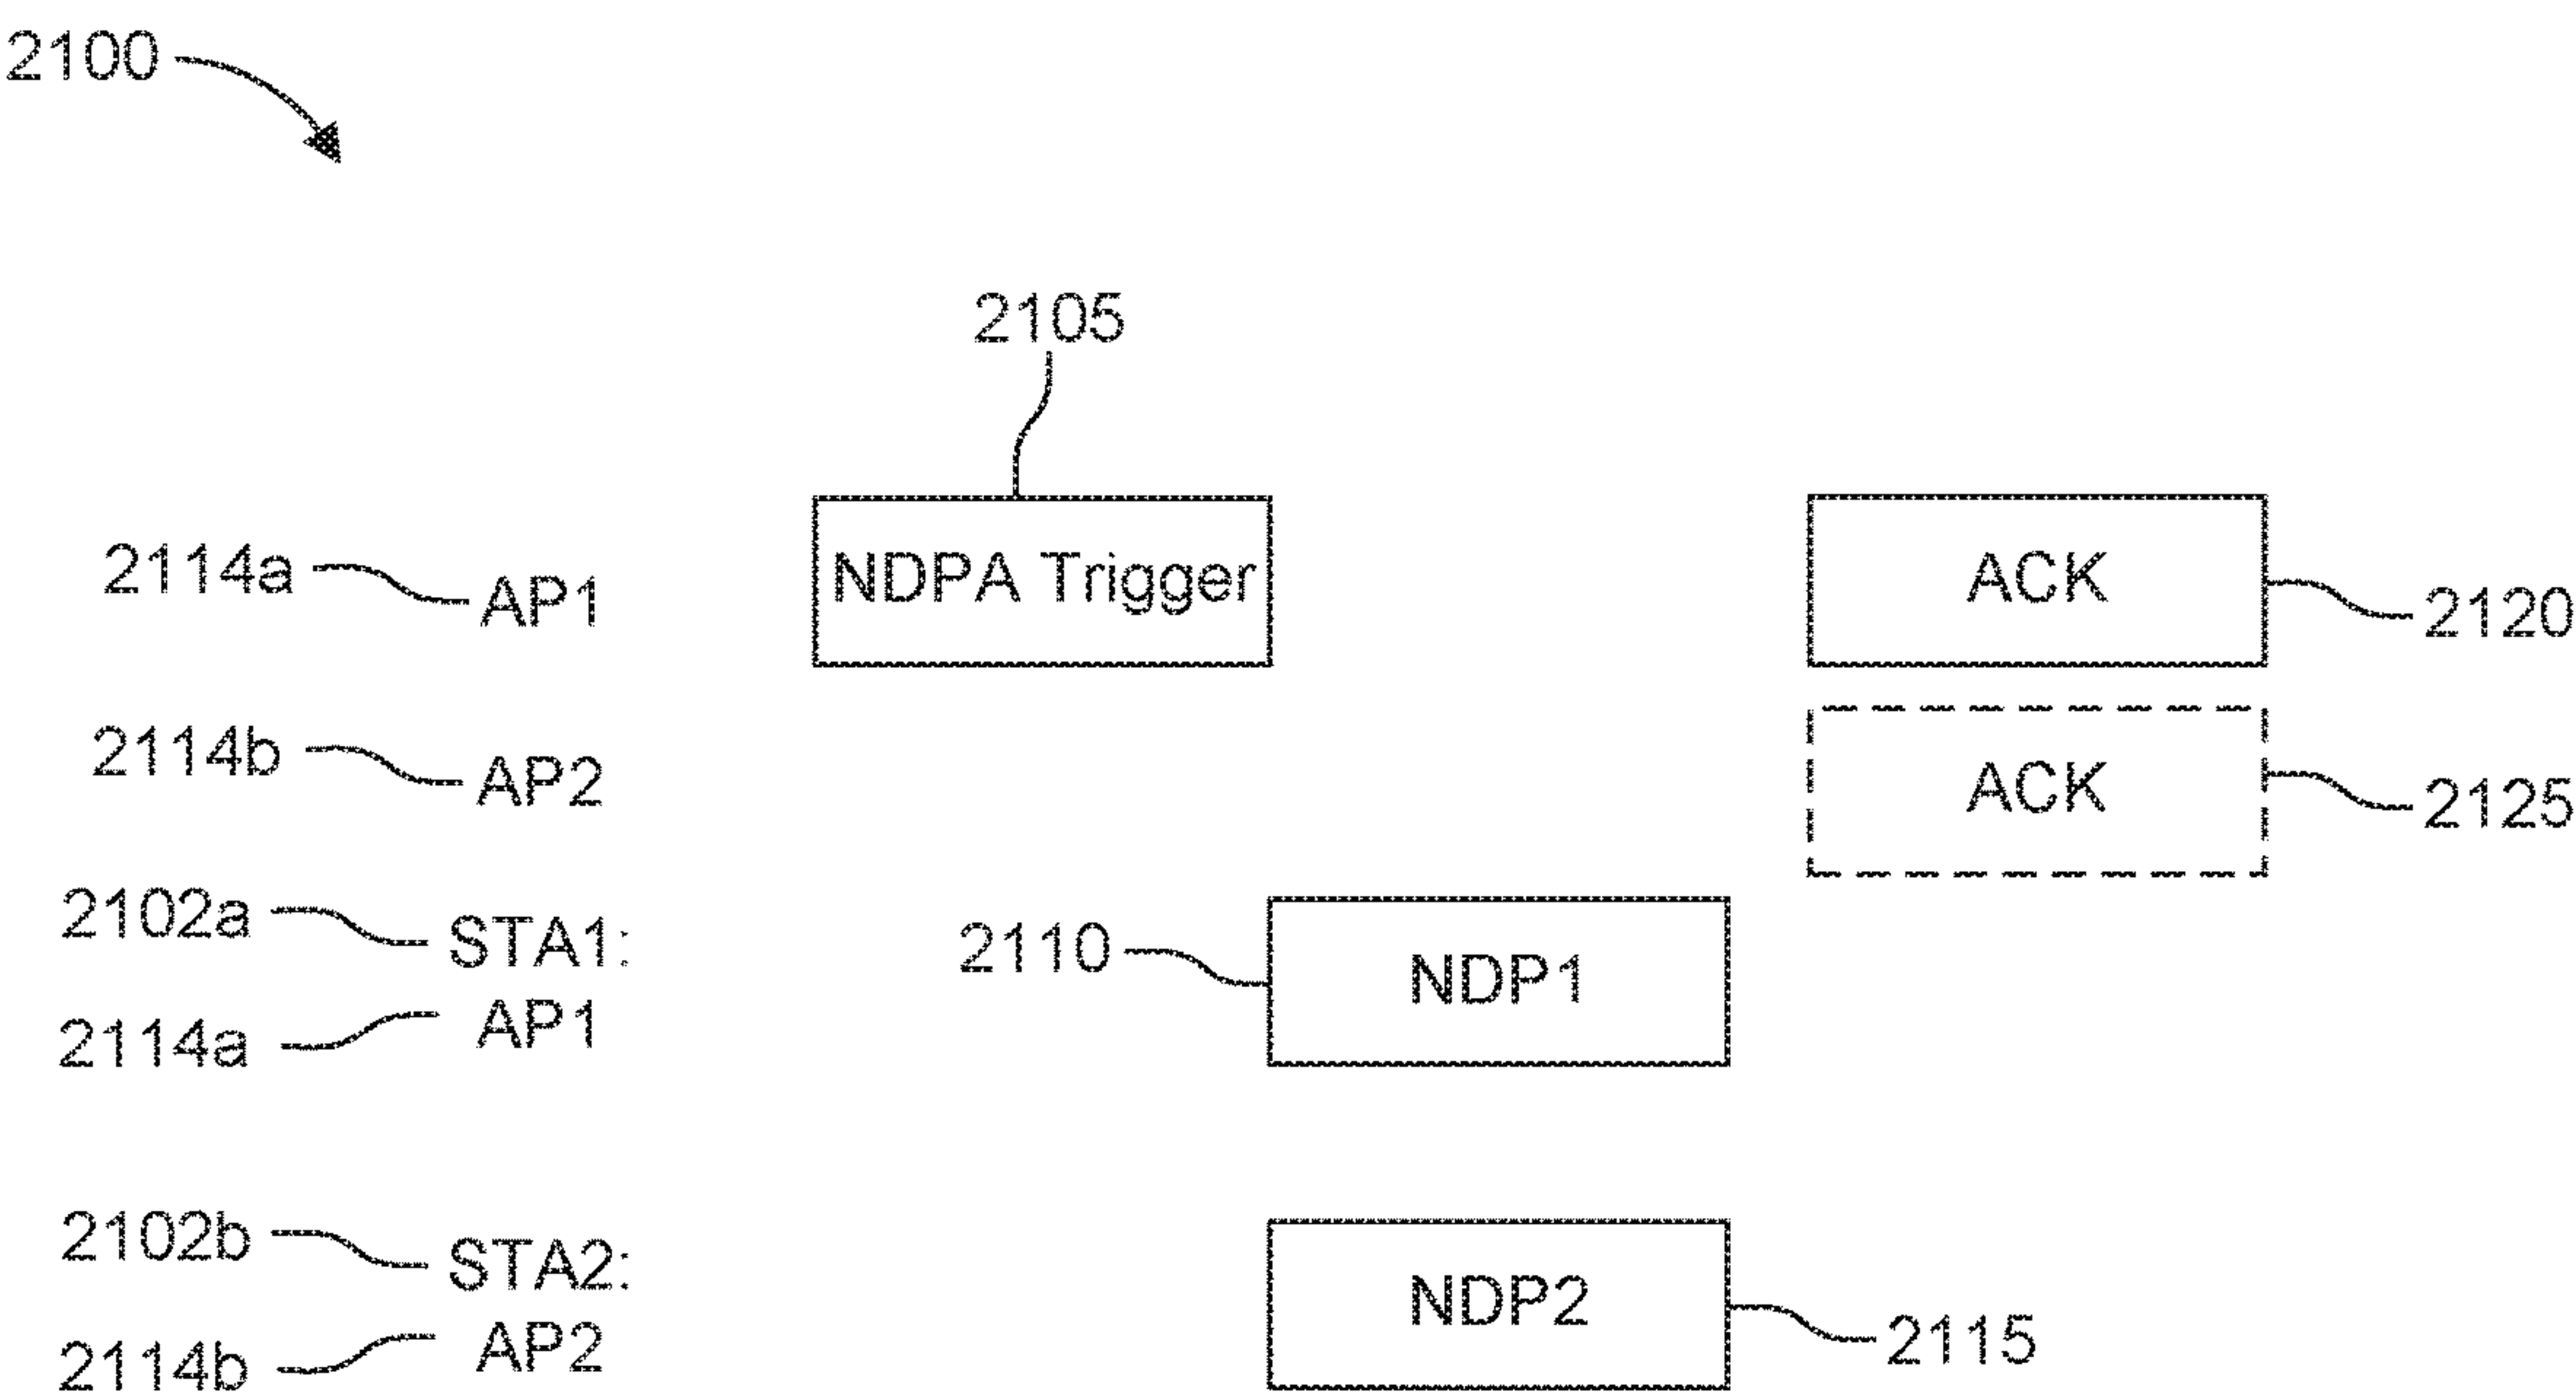 2100
2105
2114a AP1 NDPA Trigger ACK 2120
2114b AP2 ACK 2125
2102a STA1: 2110 NDP1
2114a AP1
2102b STA2: NDP2 2115
2114b AP2